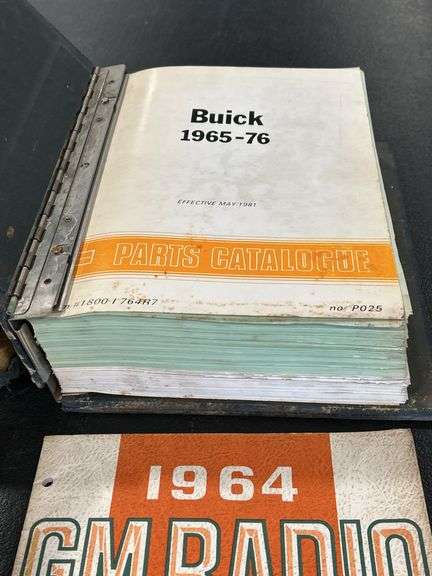 Buick
1965-76
EFFECTIVE MAY 1981
PARTS CATALOGUE
no. P025
1964
GM RADIO